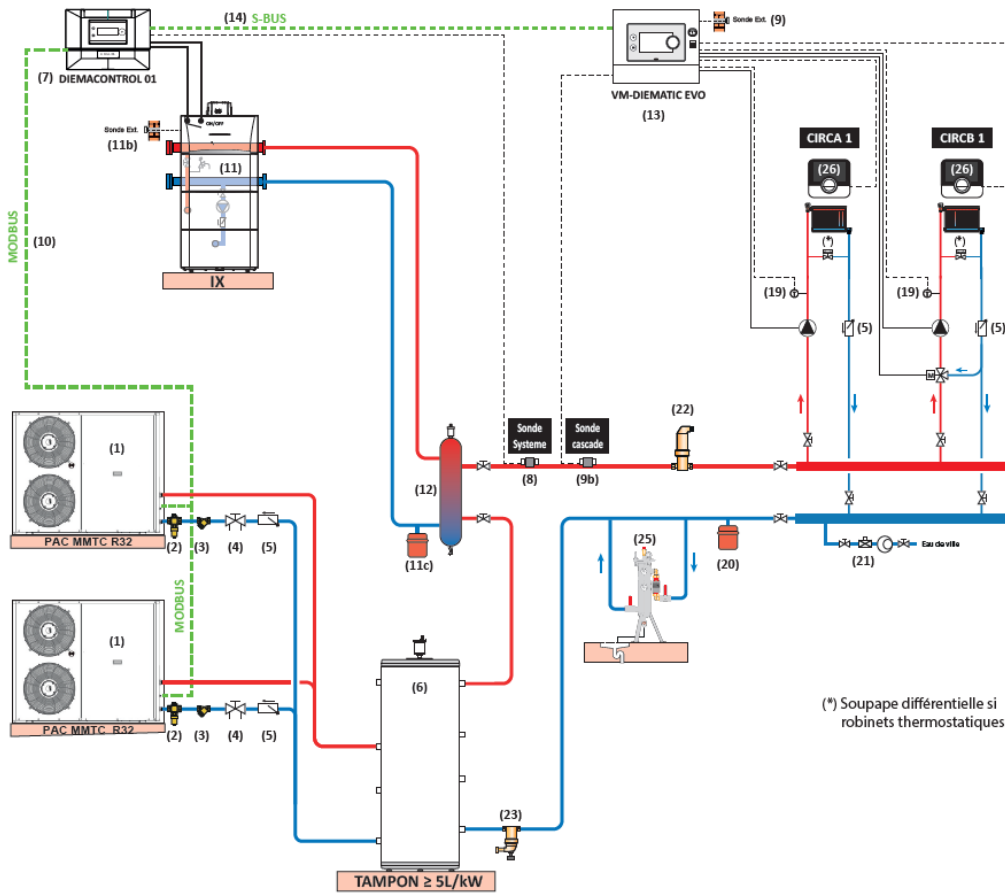 (14) S-BUS
Sonde Ext. (9)
(7) DIEMACONTROL 01
VM-DIEMATIC EVO
(13)
Sonde Ext.
(11b)
ON/OFF
(11)
CIRCA 1
CIRCB 1
(26)
(26)
(*)
(*)
MODBUS
(10)
IX
(19)
(5)
(19)
(5)
M
(1)
PAC MMTC R32
(2)
(3)
(4)
(5)
Sonde
Systeme
Sonde
cascade
(22)
(8)
(9b)
(12)
(11c)
(25)
(20)
(21)
Eau de ville
MODBUS
(1)
PAC MMTC R32
(2)
(3)
(4)
(5)
(6)
(23)
(*) Soupape différentielle si
robinets thermostatiques
TAMPON ≥ 5L/kW